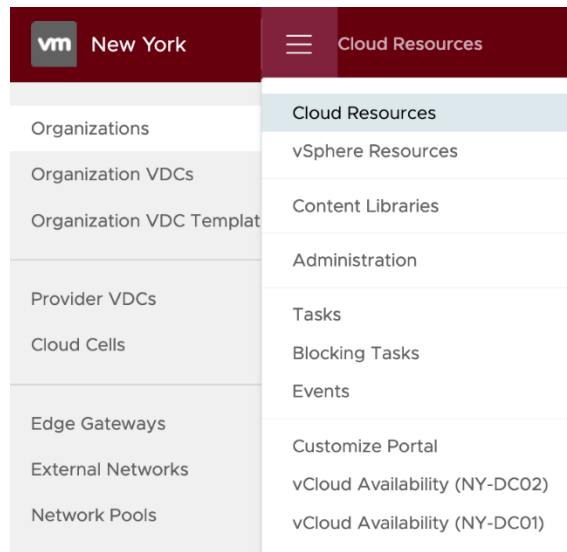 vm New York
Cloud Resources
Organizations
Organization VDCs
Organization VDC Templat
Provider VDCs
Cloud Cells
Edge Gateways
External Networks
Network Pools
Cloud Resources
vSphere Resources
Content Libraries
Administration
Tasks
Blocking Tasks
Events
Customize Portal
vCloud Availability (NY-DC02)
vCloud Availability (NY-DC01)